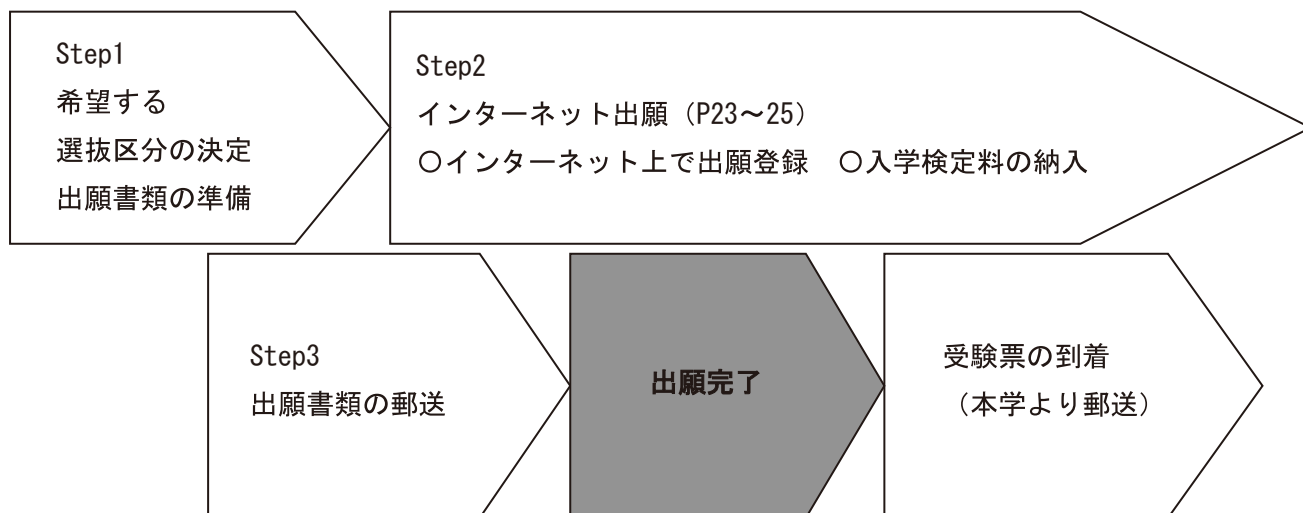 Step1
希望する
選抜区分の決定
出願書類の準備
Step2
インターネット出願（P23～25）
○インターネット上で出願登録　○入学検定料の納入
Step3
出願書類の郵送
出願完了
受験票の到着
（本学より郵送）